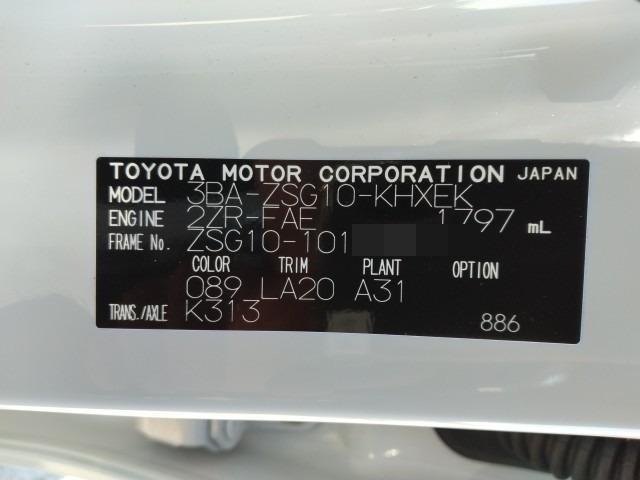 TOYOTA MOTOR CORPORATION JAPAN
MODEL 3BA-ZSG10-KHXEK
ENGINE 2ZR-FAE 1797 mL
FRAME No. ZSG10-101
COLOR TRIM PLANT OPTION
089 LA20 A31
TRANS./AXLE K313
886